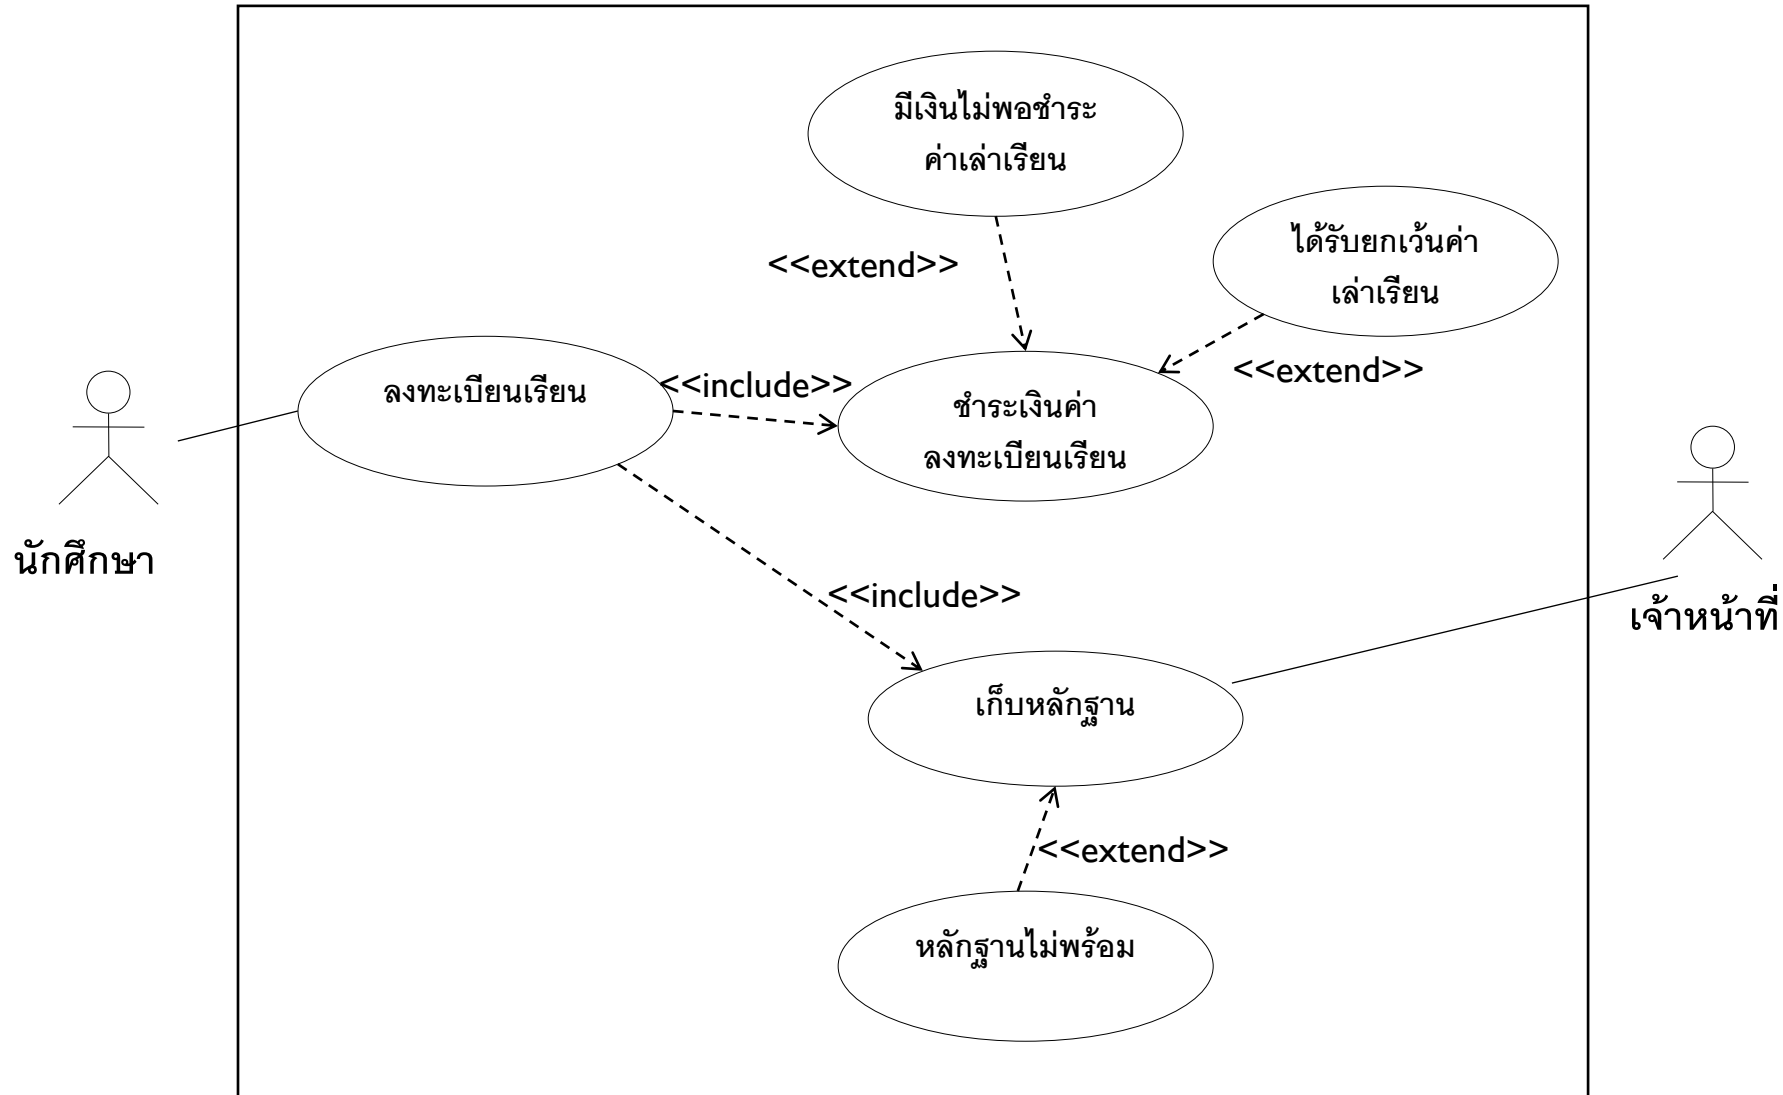 มีเงินไม่พอชำระ
ค่าเล่าเรียน
ได้รับยกเว้นค่า
เล่าเรียน
<<extend>>
<<extend>>
ลงทะเบียนเรียน
<<include>>
ชำระเงินค่า
ลงทะเบียนเรียน
นักศึกษา
<<include>>
เจ้าหน้าที่
เก็บหลักฐาน
<<extend>>
หลักฐานไม่พร้อม